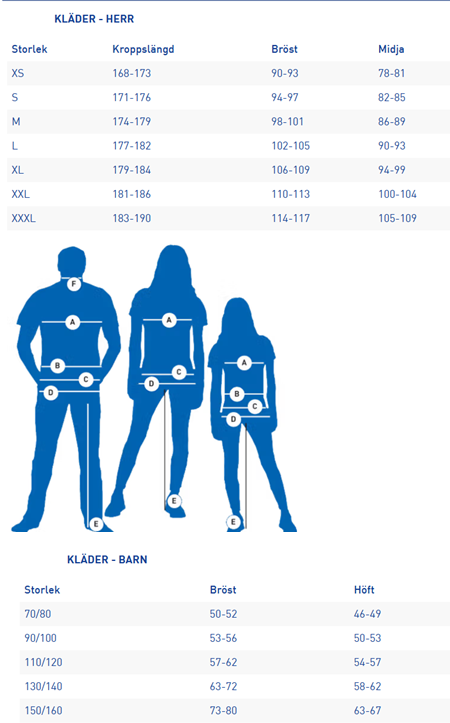 KLÄDER - HERR
Storlek Kroppslängd Bröst Midja
XS 168-173 90-93 78-81
S 171-176 94-97 82-85
M 174-179 98-101 86-89
L 177-182 102-105 90-93
XL 179-184 106-109 94-99
XXL 181-186 110-113 100-104
XXXL 183-190 114-117 105-109
F
A A
A
B C
C D
D B
C
D
E
E E
KLÄDER - BARN
Storlek Bröst Höft
70/80 50-52 46-49
90/100 53-56 50-53
110/120 57-62 54-57
130/140 63-72 58-62
150/160 73-80 63-67